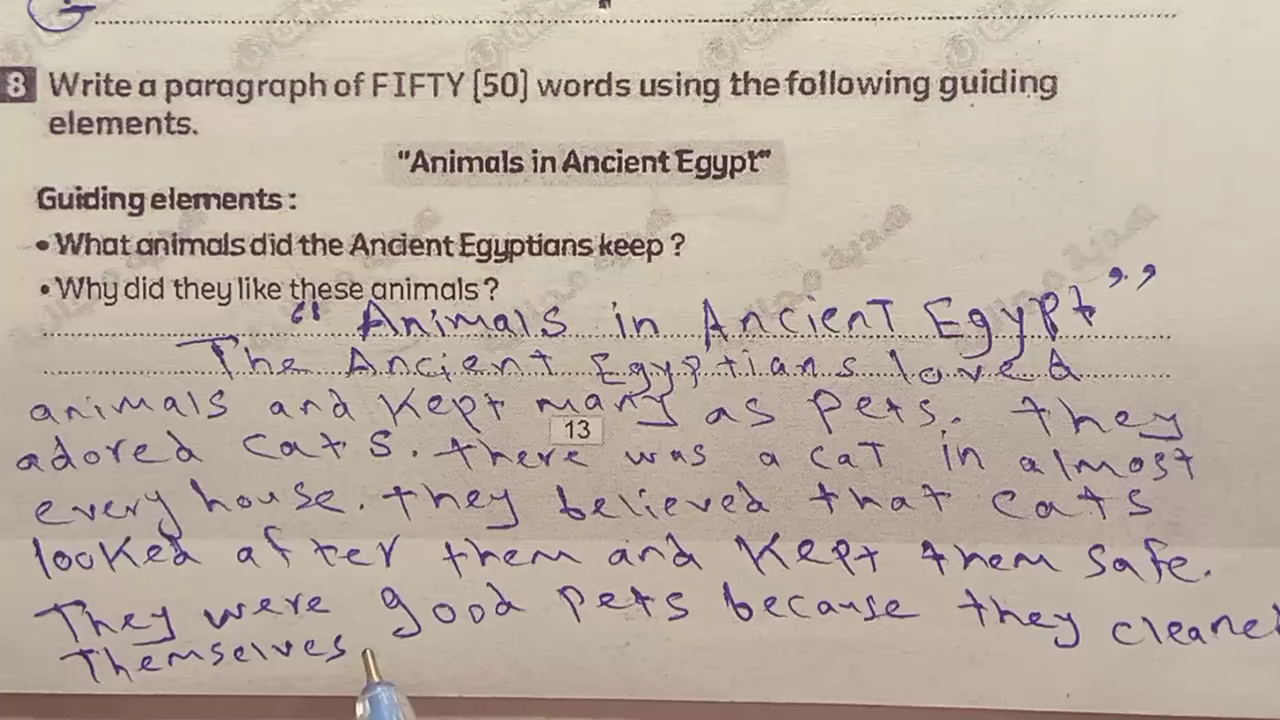 8 Write a paragraph of FIFTY (50) words using the following guiding
elements.
"Animals in Ancient Egypt"
Guiding elements :
• What animals did the Ancient Egyptians keep ?
• Why did they like these animals ?
“ Animals in Ancient Egypt”
The Ancient Egyptians loved
animals and kept many as pets. they
13
adored cats. there was a cat in almost
every house. they believed that cats
looked after them and kept them safe.
They were good pets because they cleaned
Themselves